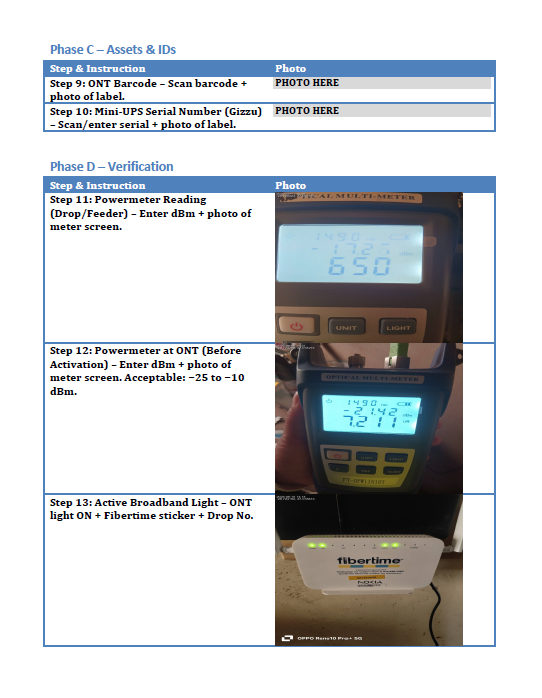 Phase C – Assets & IDs
Step & Instruction
Photo
Step 9: ONT Barcode – Scan barcode +
photo of label.
PHOTO HERE
Step 10: Mini-UPS Serial Number (Gizzu)
– Scan/enter serial + photo of label.
PHOTO HERE
Phase D – Verification
Step & Instruction
Photo
Step 11: Powermeter Reading
(Drop/Feeder) – Enter dBm + photo of
meter screen.
OPTICAL MULTI-METER
1490
-17.27
650
UNIT
LIGHT
Step 12: Powermeter at ONT (Before
Activation) – Enter dBm + photo of
meter screen. Acceptable: −25 to −10
dBm.
OPTICAL MULTI-METER
1490
-21.42
7.211
Step 13: Active Broadband Light – ONT
light ON + Fibertime sticker + Drop No.
fibertime
NOKIA
OPPO Reno10 Pro+ 5G